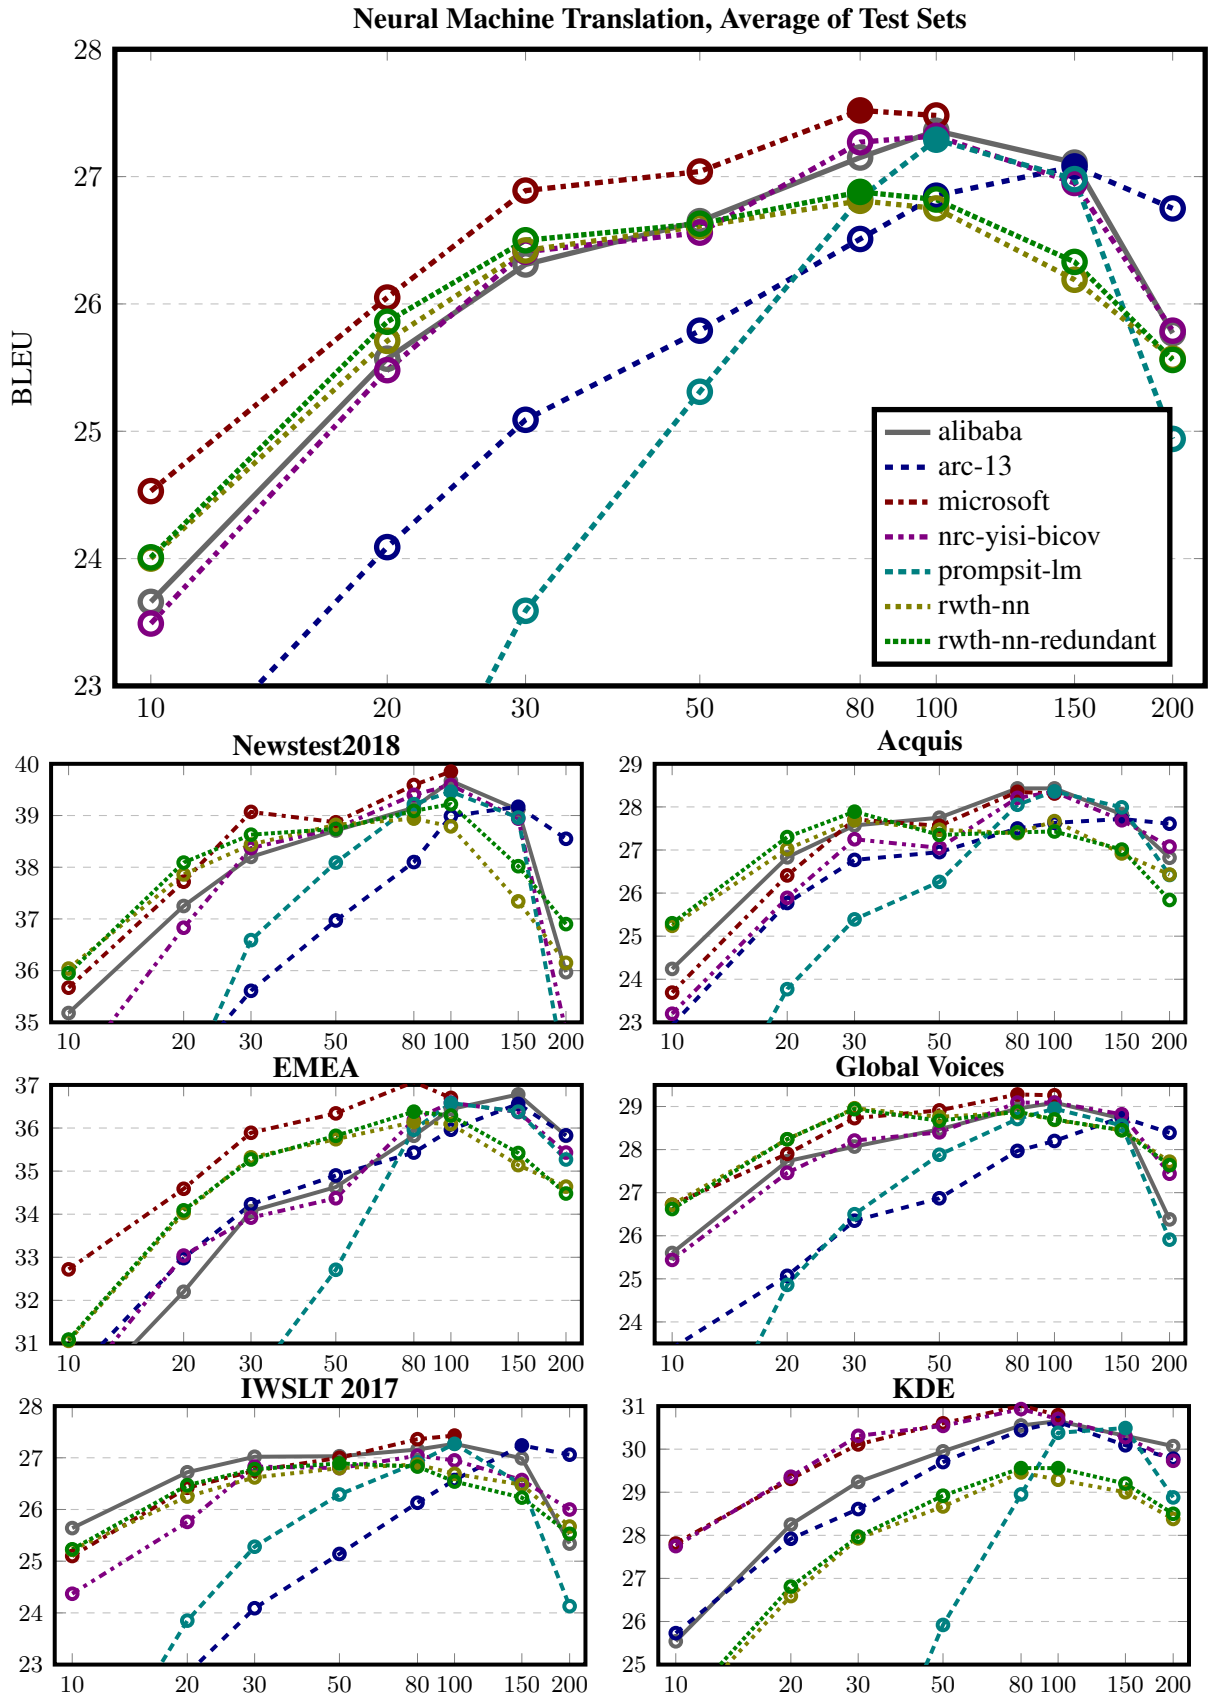 Neural Machine Translation, Average of Test Sets
28
27
26
25
24
23
BLEU
10 20 30 50 80 100 150 200
alibaba
arc-13
microsoft
nrc-yisi-bicov
prompsit-lm
rwth-nn
rwth-nn-redundant
Newstest2018
40
39
38
37
36
35
10 20 30 50 80 100 150 200
Acquis
29
28
27
26
25
24
23
10 20 30 50 80 100 150 200
EMEA
37
36
35
34
33
32
31
10 20 30 50 80 100 150 200
Global Voices
29
28
27
26
25
24
10 20 30 50 80 100 150 200
IWSLT 2017
28
27
26
25
24
23
10 20 30 50 80 100 150 200
KDE
31
30
29
28
27
26
25
10 20 30 50 80 100 150 200